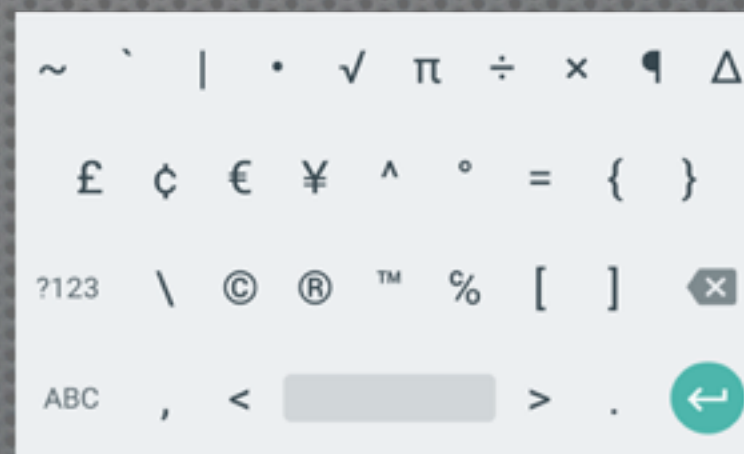 ~ ` | • √ π ÷ × ¶ Δ
£ ¢ € ¥ ^ ° = { }
?123 \ © ® ™ ℅ [ ]
ABC , < > .